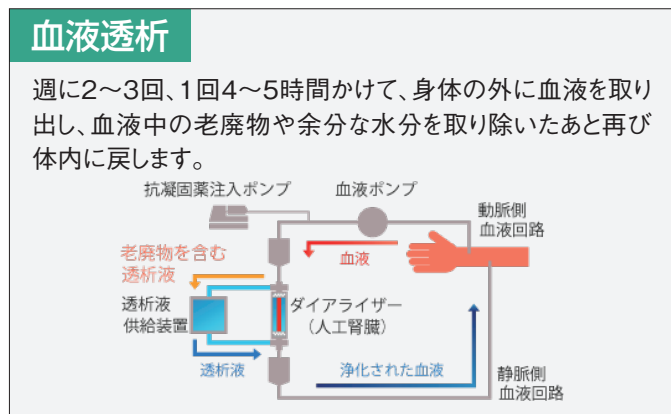 血液透析
週に2～3回、1回4～5時間かけて、身体の外に血液を取り
出し、血液中の老廃物や余分な水分を取り除いたあと再び
体内に戻します。
抗凝固薬注入ポンプ
血液ポンプ
動脈側
血液回路
血液
老廃物を含む
透析液
透析液
供給装置
ダイアライザー
（人工腎臓）
透析液
浄化された血液
静脈側
血液回路